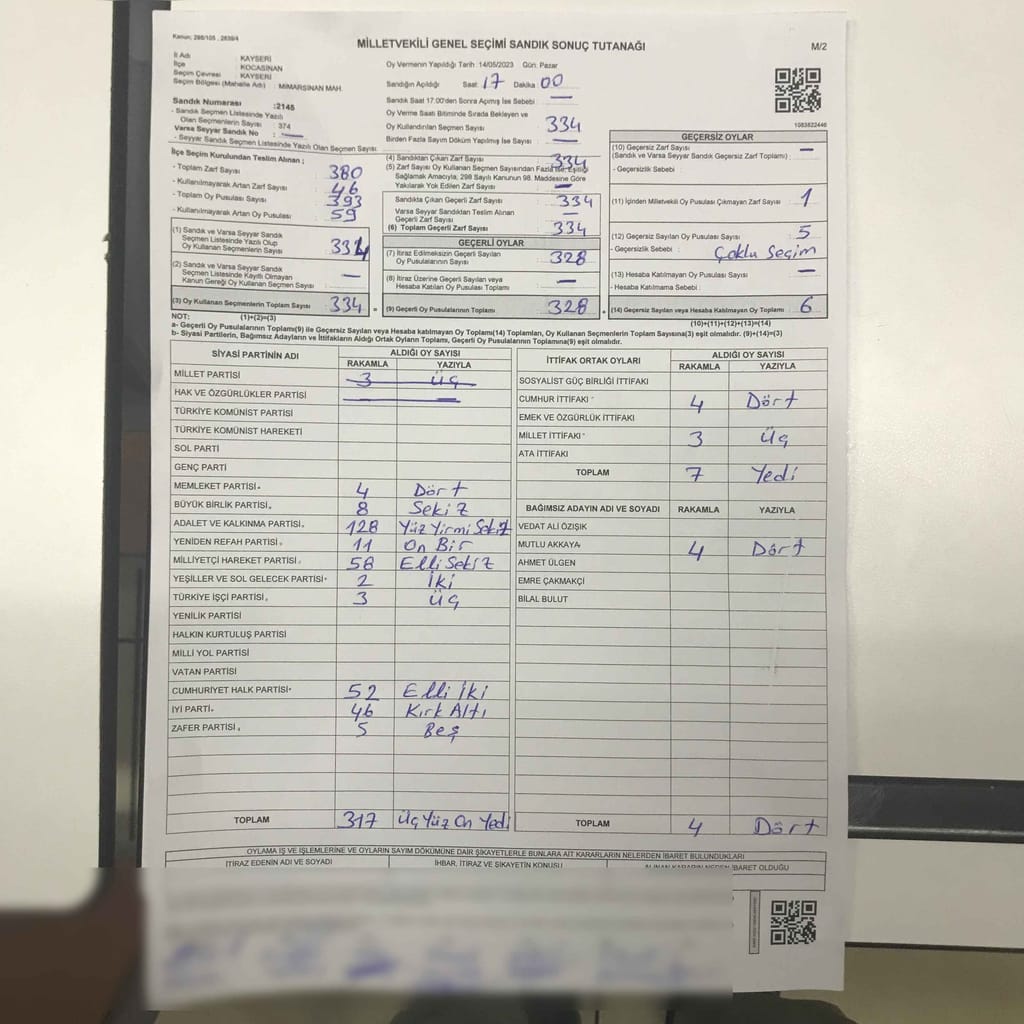 Kanun: 298/105 , 2839/4
MİLLETVEKİLİ GENEL SEÇİMİ SANDIK SONUÇ TUTANAĞI
M/2
İl Adı : KAYSERİ
İlçe : KOCASİNAN
Seçim Çevresi : KAYSERİ
Seçim Bölgesi (Mahalle Adı) : MİMARSİNAN MAH.
Sandık Numarası :2145
- Sandık Seçmen Listesinde Yazılı
Olan Seçmenlerin Sayısı : 374
Varsa Seyyar Sandık No : —
- Seyyar Sandık Seçmen Listesinde Yazılı Olan Seçmen Sayısı
Oy Vermenin Yapıldığı Tarih :14/05/2023 Gün: Pazar
Sandığın Açıldığı Saat 17 Dakika 00
Sandık Saat 17:00'den Sonra Açımış İse Sebebi —
Oy Verme Saati Bitiminde Sırada Bekleyen ve
Oy Kullandırılan Seçmen Sayısı 334
Birden Fazla Sayım Döküm Yapılmış İse Sayısı: —
1083822446
İlçe Seçim Kurulundan Teslim Alınan ;
- Toplam Zarf Sayısı 380
- Kullanılmayarak Artan Zarf Sayısı 46
- Toplam Oy Pusulası Sayısı 393
- Kullanılmayarak Artan Oy Pusulası 59
(1) Sandık ve Varsa Seyyar Sandık
Seçmen Listesinde Yazılı Olup
Oy Kullanan Seçmenlerin Sayısı : 334
(2) Sandık ve Varsa Seyyar Sandık
Seçmen Listesinde Kayıtlı Olmayan
Kanun Gereği Oy Kullanan Seçmen Sayısı : —
(3) Oy Kullanan Seçmenlerin Toplam Sayısı : 334
(4) Sandıktan Çıkan Zarf Sayısı 334
(5) Zarf Sayısı Oy Kullanan Seçmen Sayısından Fazla İse, Eşitliği
Sağlamak Amacıyla, 298 Sayılı Kanunun 98. Maddesine Göre
Yakılarak Yok Edilen Zarf Sayısı —
Sandıkta Çıkan Geçerli Zarf Sayısı : 334
Varsa Seyyar Sandıktan Teslim Alınan
Geçerli Zarf Sayısı —
(6) Toplam Geçerli Zarf Sayısı : 334
GEÇERLİ OYLAR
(7) İtiraz Edilmeksizin Geçerli Sayılan
Oy Pusulasının Sayısı 328
(8) İtiraz Üzerine Geçerli Sayılan veya
Hesaba Katılan Oy Pusulası Toplamı —
(9) Geçerli Oy Pusulalarının Toplamı 328
GEÇERSİZ OYLAR
(10) Geçersiz Zarf Sayısı
(Sandık ve Varsa Seyyar Sandık Geçersiz Zarf Toplamı) : —
- Geçersizlik Sebebi :
(11) İçinden Milletvekili Oy Pusulası Çıkmayan Zarf Sayısı 1
(12) Geçersiz Sayılan Oy Pusulası Sayısı 5
- Geçersizlik Sebebi : Çoklu Seçim
(13) Hesaba Katılmayan Oy Pusulası Sayısı —
- Hesaba Katılmama Sebebi :
(14) Geçersiz Sayılan veya Hesaba Katılmayan Oy Toplamı 6
NOT: (1)+(2)=(3) (10)+(11)+(12)+(13)=(14)
a- Geçerli Oy Pusulalarının Toplamı(9) ile Geçersiz Sayılan veya Hesaba katılmayan Oy Toplamı(14) Toplamları, Oy Kullanan Seçmenlerin Toplam Sayısına(3) eşit olmalıdır. (9)+(14)=(3)
b- Siyasi Partilerin, Bağımsız Adayların ve İttifakların Aldığı Ortak Oyların Toplamı, Geçerli Oy Pusulalarının Toplamına(9) eşit olmalıdır.
SİYASİ PARTİNİN ADI ALDIĞI OY SAYISI
RAKAMLA YAZIYLA
MİLLET PARTİSİ 3 Üç
HAK VE ÖZGÜRLÜKLER PARTİSİ — —
TÜRKİYE KOMÜNİST PARTİSİ
TÜRKİYE KOMÜNİST HAREKETİ
SOL PARTİ
GENÇ PARTİ
MEMLEKET PARTİSİ 4 Dört
BÜYÜK BİRLİK PARTİSİ 8 Sekiz
ADALET VE KALKINMA PARTİSİ 128 Yüz Yirmi Sekiz
YENİDEN REFAH PARTİSİ 11 On Bir
MİLLİYETÇİ HAREKET PARTİSİ 58 Elli Sekiz
YEŞİLLER VE SOL GELECEK PARTİSİ 2 İki
TÜRKİYE İŞÇİ PARTİSİ 3 Üç
YENİLİK PARTİSİ
HALKIN KURTULUŞ PARTİSİ
MİLLİ YOL PARTİSİ
VATAN PARTİSİ
CUMHURİYET HALK PARTİSİ 52 Elli İki
İYİ PARTİ 46 Kırk Altı
ZAFER PARTİSİ 5 Beş
TOPLAM 317 Üç Yüz On Yedi
İTTİFAK ORTAK OYLARI ALDIĞI OY SAYISI
RAKAMLA YAZIYLA
SOSYALİST GÜÇ BİRLİĞİ İTTİFAKI
CUMHUR İTTİFAKI 4 Dört
EMEK VE ÖZGÜRLÜK İTTİFAKI
MİLLET İTTİFAKI 3 Üç
ATA İTTİFAKI
TOPLAM 7 Yedi
BAĞIMSIZ ADAYIN ADI VE SOYADI RAKAMLA YAZIYLA
VEDAT ALİ ÖZIŞIK
MUTLU AKKAYA 4 Dört
AHMET ÜLGEN
EMRE ÇAKMAKÇİ
BİLAL BULUT
TOPLAM 4 Dört
OYLAMA İŞ VE İŞLEMLERİNE VE OYLARIN SAYIM DÖKÜMÜNE DAİR ŞİKAYETLERLE BUNLARA AİT KARARLARIN NELERDEN İBARET BULUNDUKLARI
İTİRAZ EDENİN ADI VE SOYADI İHBAR, İTİRAZ VE ŞİKAYETİN KONUSU ALINAN KARARIN NEDEN İBARET OLDUĞU